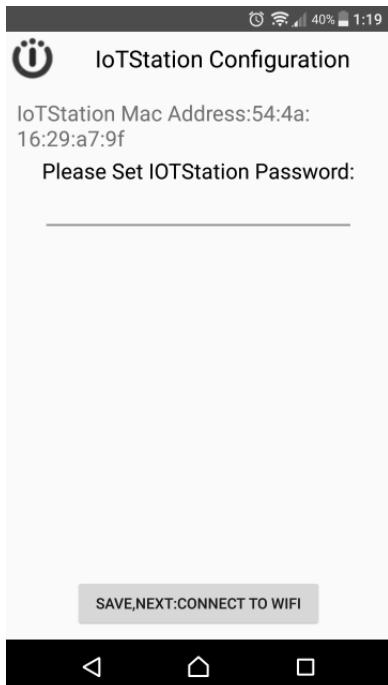 40% 1:19
IoTStation Configuration
IoTStation Mac Address:54:4a:
16:29:a7:9f
Please Set IOTStation Password:
SAVE,NEXT:CONNECT TO WIFI